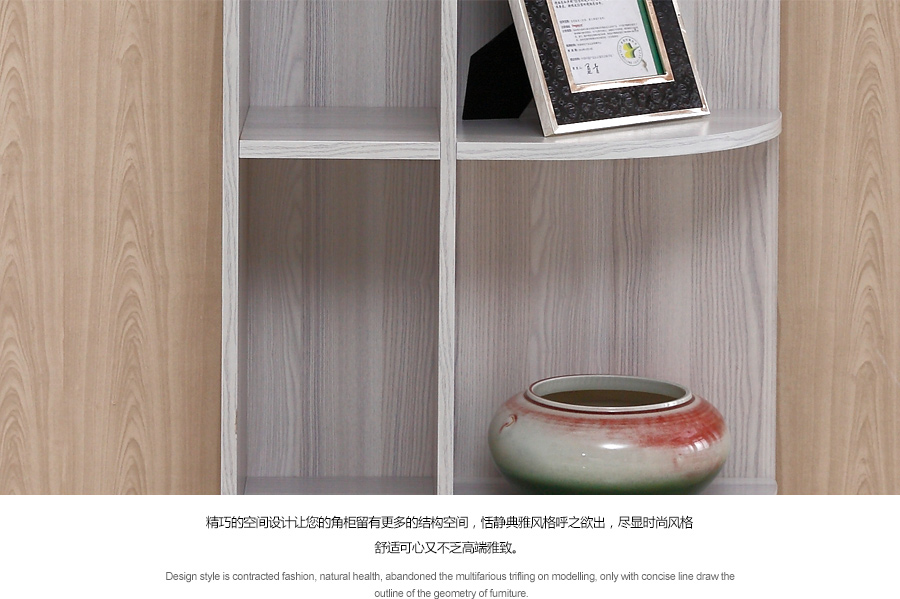 精巧的空间设计让您的角柜留有更多的结构空间，恬静典雅风格呼之欲出，尽显时尚风格
舒适可心又不乏高端雅致。
Design style is contracted fashion, natural health, abandoned the multifarious trifling on modelling, only with concise line draw the
outline of the geometry of furniture.